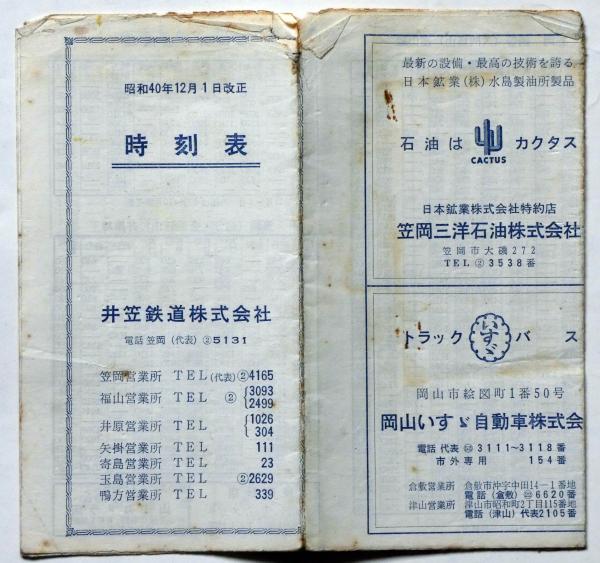 昭和40年12月1日改正
時刻表
井笠鉄道株式会社
電話 笠岡 (代表) ②5131
笠岡営業所 TEL (代表) ②4165
福山営業所 TEL ② {3093
2499
井原営業所 TEL {1026
304
矢掛営業所 TEL 111
寄島営業所 TEL 23
玉島営業所 TEL ②2629
鴨方営業所 TEL 339
最新の設備・最高の技術を誇る
日本鉱業(株)水島製油所製品
石油は カクタス
CACTUS
日本鉱業株式会社特約店
笠岡三洋石油株式会社
笠岡市大磯272
TEL ②3538番
トラック いすゞ バス
岡山市絵図町1番50号
岡山いすゞ自動車株式会
電話 代表 3111~3118番
市外専用 154番
倉敷営業所 倉敷市沖字中田14-1番地
電話 (倉敷) 6620番
津山営業所 津山市昭和町2丁目115番地
電話 (津山) 代表2105番